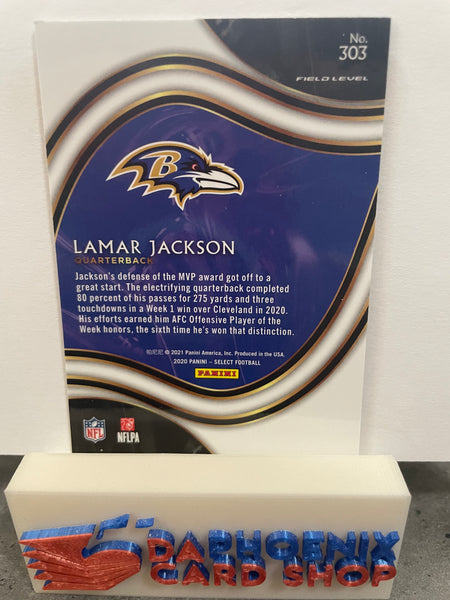 No.
303
FIELD LEVEL
B
LAMAR JACKSON
QUARTERBACK
Jackson's defense of the MVP award got off to a
great start. The electrifying quarterback completed
80 percent of his passes for 275 yards and three
touchdowns in a Week 1 win over Cleveland in 2020.
His efforts earned him AFC Offensive Player of the
Week honors, the sixth time he's won that distinction.
帕尼尼 © 2021 Panini America, Inc. Produced in the USA.
2020 PANINI – SELECT FOOTBALL
PANINI
NFL
NFLPA
DAPHOENIX
CARD SHOP